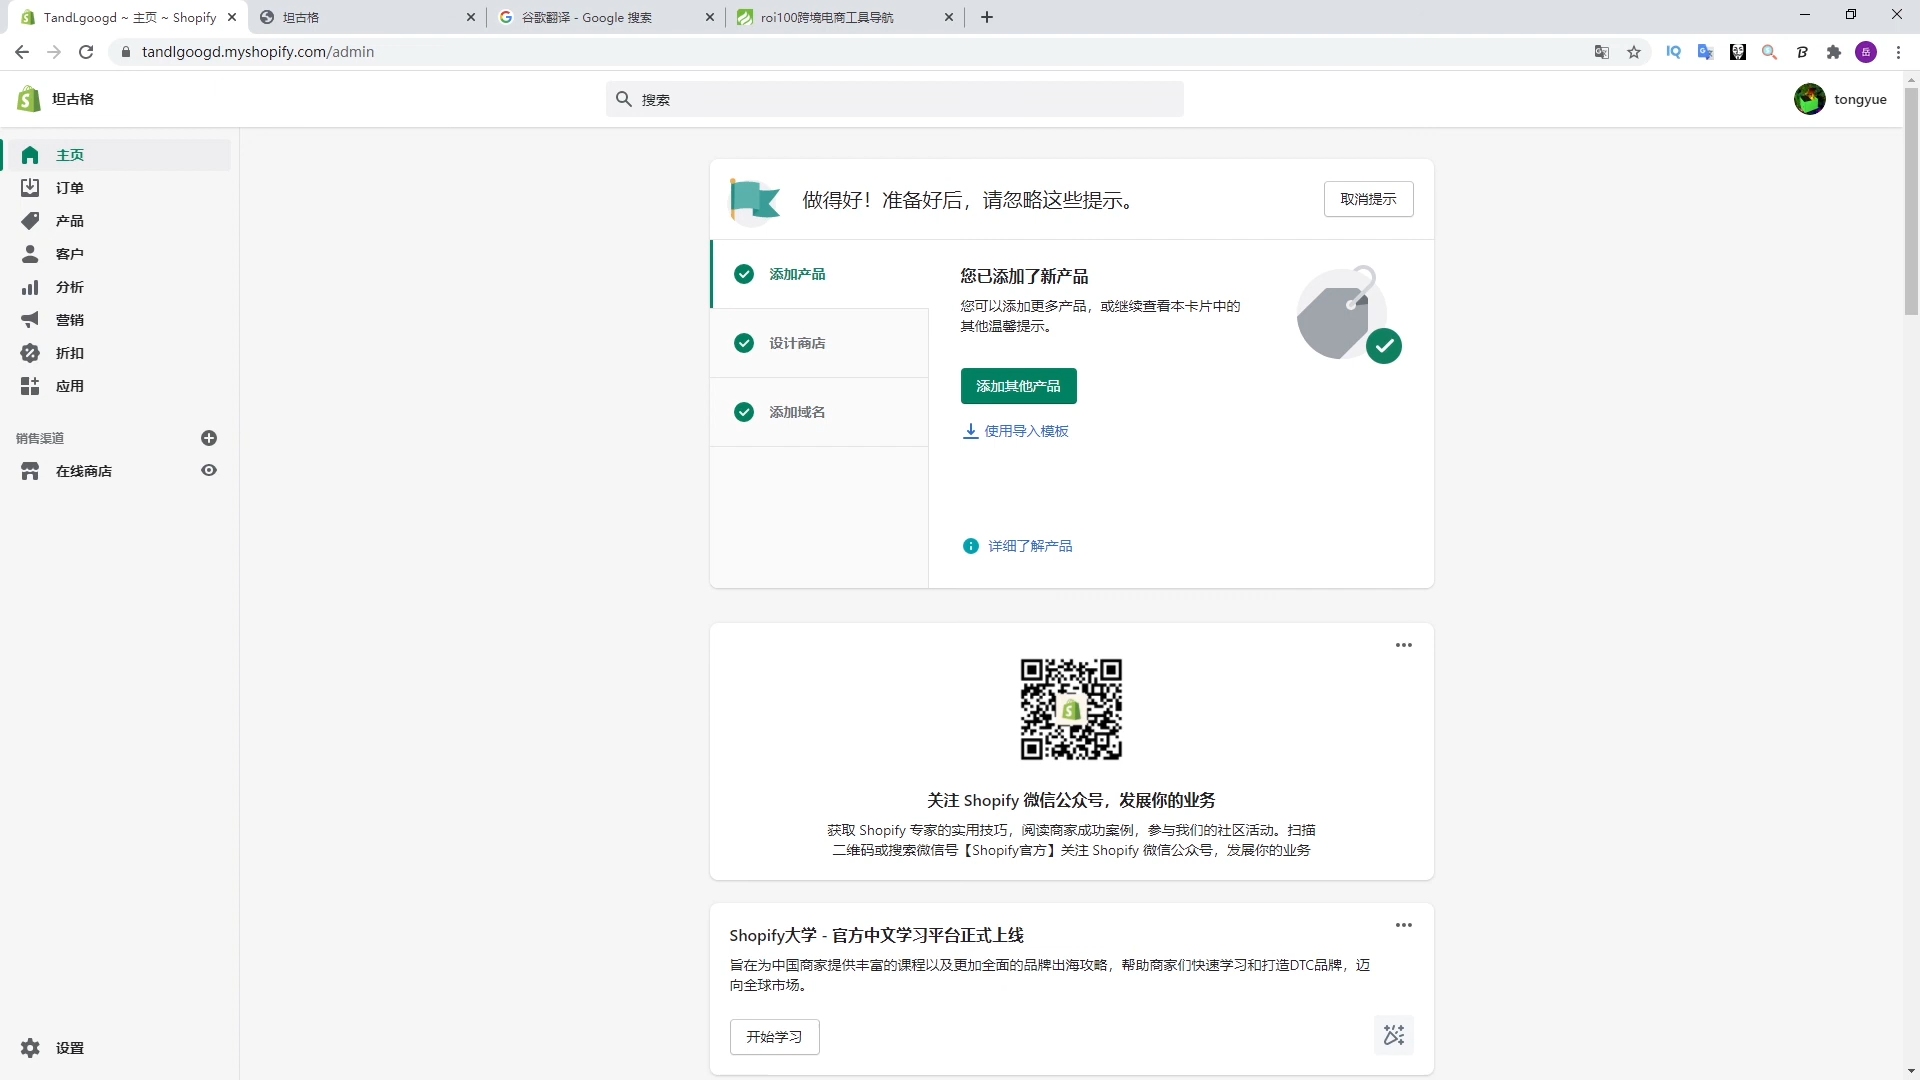 TandLgoogd ~ 主页 ~ Shopify
坦古格
谷歌翻译 - Google 搜索
roi100跨境电商工具导航
tandlgoogd.myshopify.com/admin
坦古格
搜索
tongyue
主页
订单
产品
客户
分析
营销
折扣
应用
销售渠道
在线商店
设置
做得好！准备好后，请忽略这些提示。
取消提示
添加产品
设计商店
添加域名
您已添加了新产品
您可以添加更多产品，或继续查看本卡片中的
其他温馨提示。
添加其他产品
使用导入模板
详细了解产品
关注 Shopify 微信公众号，发展你的业务
获取 Shopify 专家的实用技巧，阅读商家成功案例，参与我们的社区活动。扫描
二维码或搜索微信号【Shopify官方】关注 Shopify 微信公众号，发展你的业务
Shopify大学 - 官方中文学习平台正式上线
旨在为中国商家提供丰富的课程以及更加全面的品牌出海攻略，帮助商家们快速学习和打造DTC品牌，迈
向全球市场。
开始学习